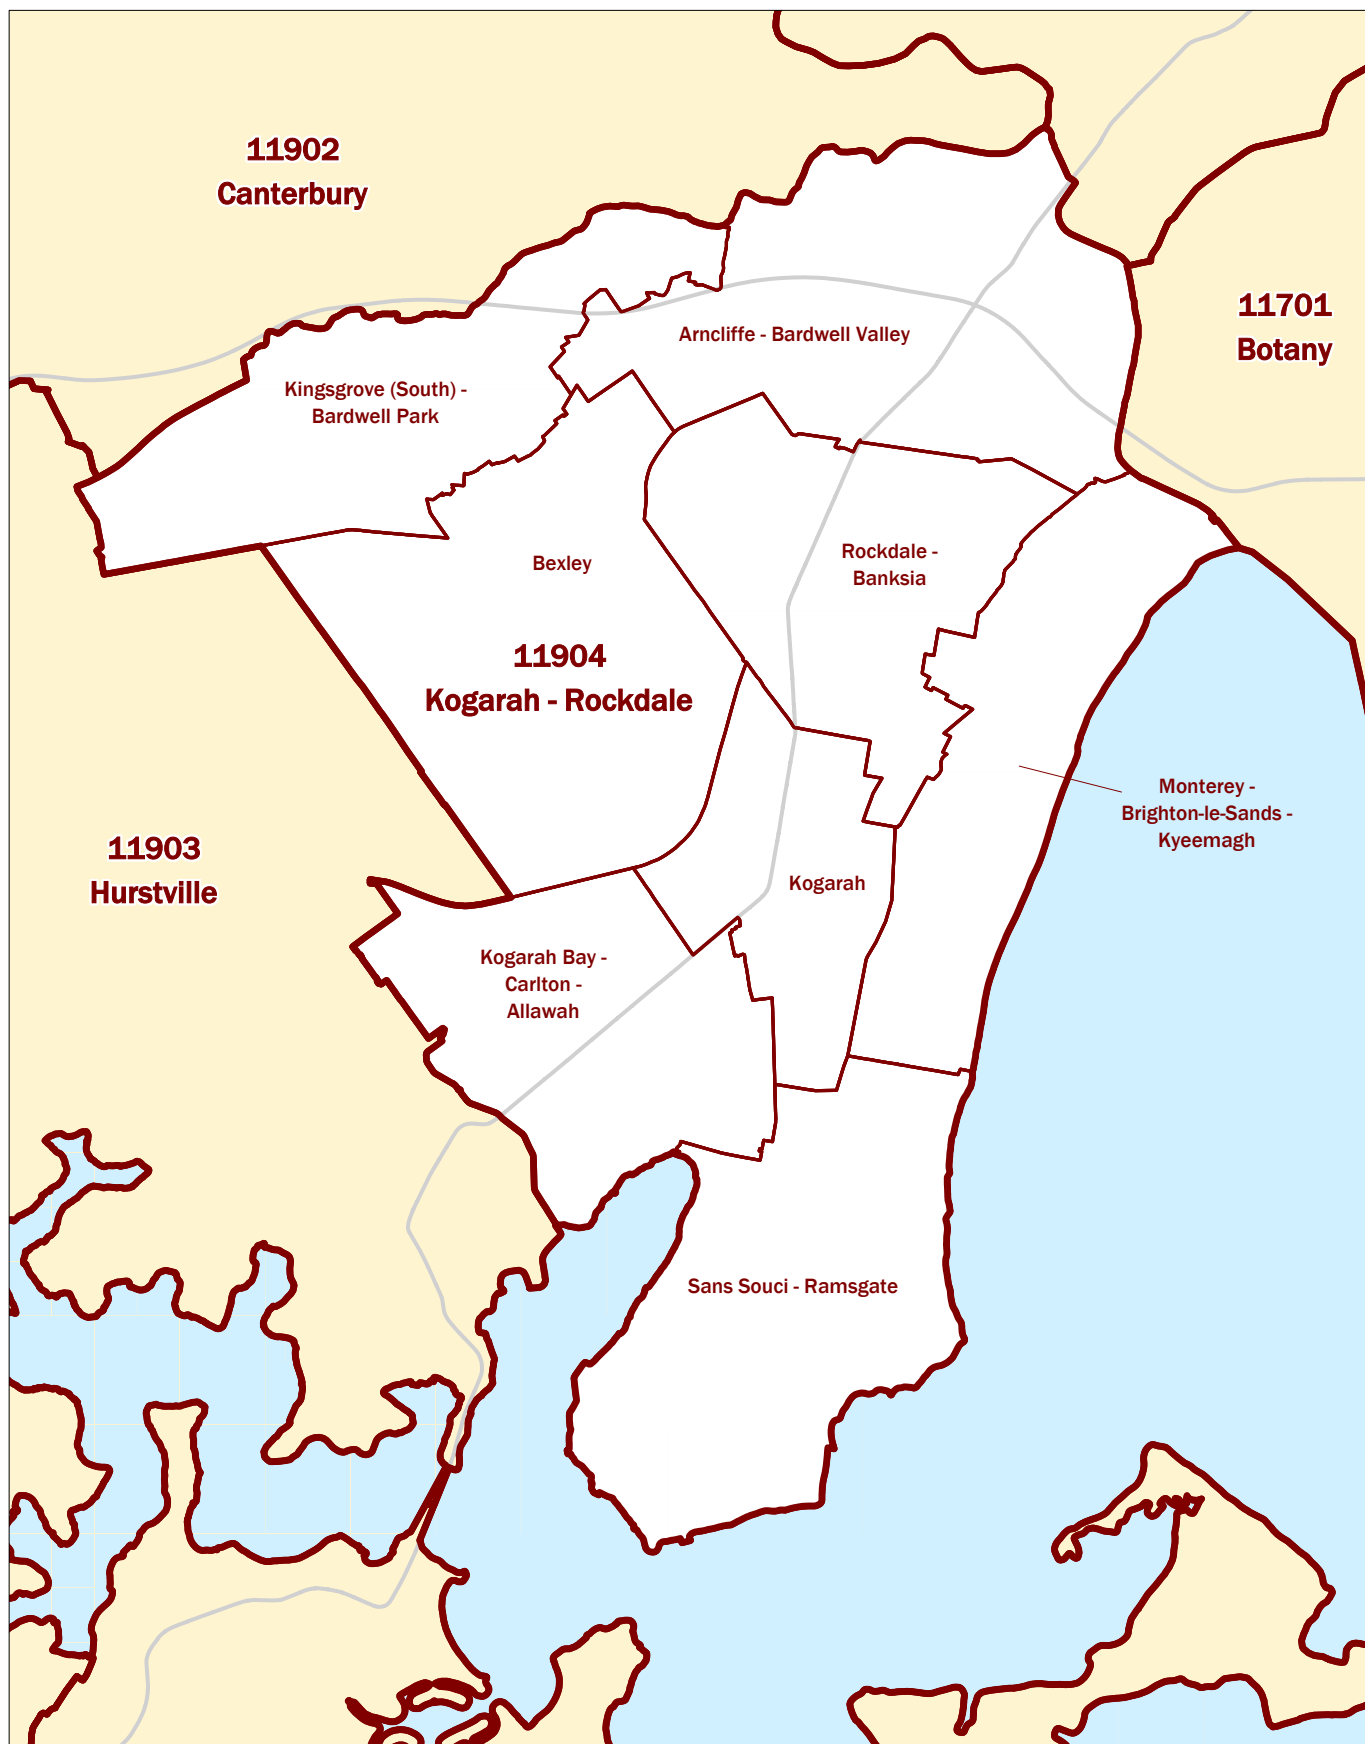 11902
Canterbury
11701
Botany
Arncliffe - Bardwell Valley
Kingsgrove (South) -
Bardwell Park
Rockdale -
Banksia
Bexley
11904
Kogarah - Rockdale
Monterey -
Brighton-le-Sands -
Kyeemagh
11903
Hurstville
Kogarah
Kogarah Bay -
Carlton -
Allawah
Sans Souci - Ramsgate